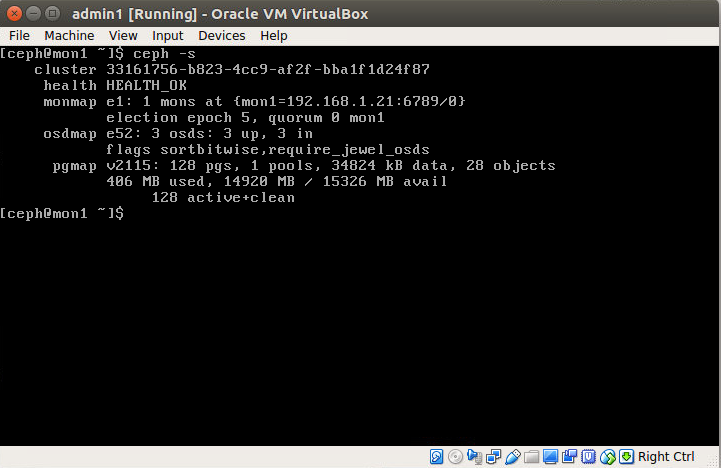 admin1 [Running] - Oracle VM VirtualBox
File Machine View Input Devices Help
[ceph@mon1 ~]$ ceph -s
    cluster 33161756-b823-4cc9-af2f-bba1f1d24f87
     health HEALTH_OK
     monmap e1: 1 mons at {mon1=192.168.1.21:6789/0}
            election epoch 5, quorum 0 mon1
     osdmap e52: 3 osds: 3 up, 3 in
            flags sortbitwise,require_jewel_osds
      pgmap v2115: 128 pgs, 1 pools, 34824 kB data, 28 objects
            406 MB used, 14920 MB / 15326 MB avail
                 128 active+clean
[ceph@mon1 ~]$
Right Ctrl